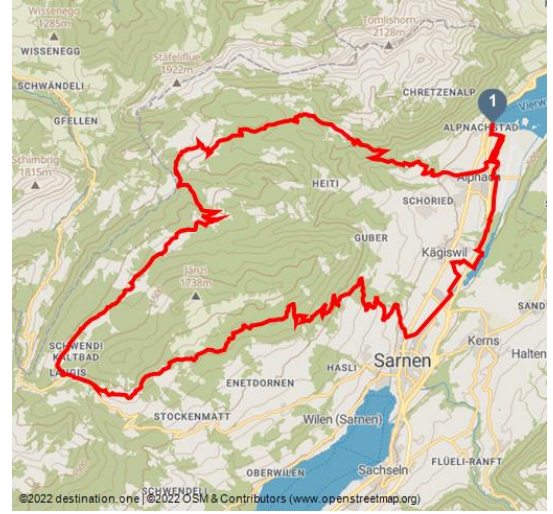 Wissenegg
1285m
WISSENEGG
Tomlishorn
2128m
Stäfeliflue
1922m
SCHWÄNDELI
GFELLEN
Schimbrig
1815m
CHRETZENALP
1
Vierw
ALPNACHSTAD
Alpnach
HEITI
SCHORIED
GUBER
Kägiswil
Jänzi
1738m
SAND
Kerns
Halten
SCHWENDI
KALTBAD
LANGIS
Sarnen
HASLI
ENETDORNEN
STOCKENMATT
Wilen (Sarnen)
FLÜELI-RANFT
OBERWILEN
Sachseln
SCHWENDELI
©2022 destination.one | ©2022 OSM & Contributors (www.openstreetmap.org)